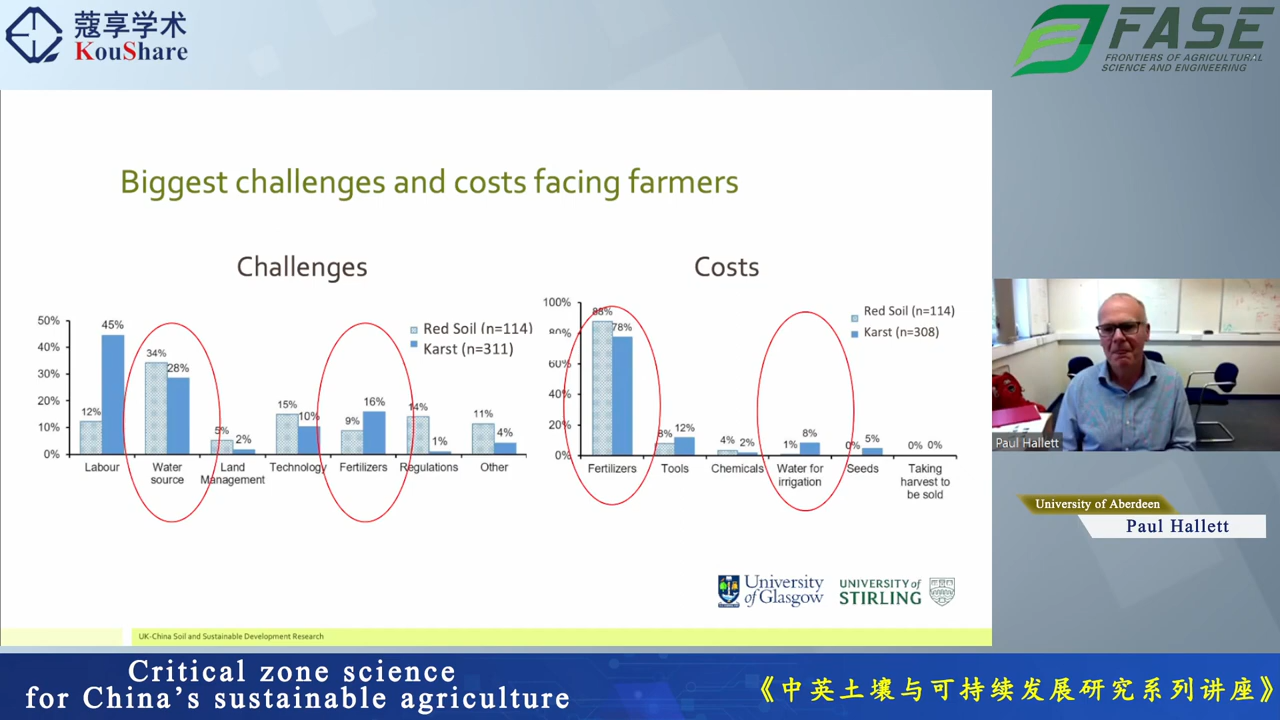 蔻享学术
KouShare
FASE
FRONTIERS OF AGRICULTURAL
SCIENCE AND ENGINEERING
Biggest challenges and costs facing farmers
Challenges
50%
40%
30%
20%
10%
0%
12%
45%
34%
28%
5%
2%
15%
10%
9%
16%
14%
1%
11%
4%
Red Soil (n=114)
Karst (n=311)
Labour
Water
source
Land
Management
Technology
Fertilizers
Regulations
Other
Costs
100%
80%
60%
40%
20%
0%
88%
78%
8%
12%
4%
2%
1%
8%
0%
5%
0%
0%
Red Soil (n=114)
Karst (n=308)
Fertilizers
Tools
Chemicals
Water for
irrigation
Seeds
Taking
harvest to
be sold
University
of Glasgow
UNIVERSITY of
STIRLING
UK-China Soil and Sustainable Development Research
Paul Hallett
University of Aberdeen
Paul Hallett
Critical zone science
for China's sustainable agriculture
《中英土壤与可持续发展研究系列讲座》